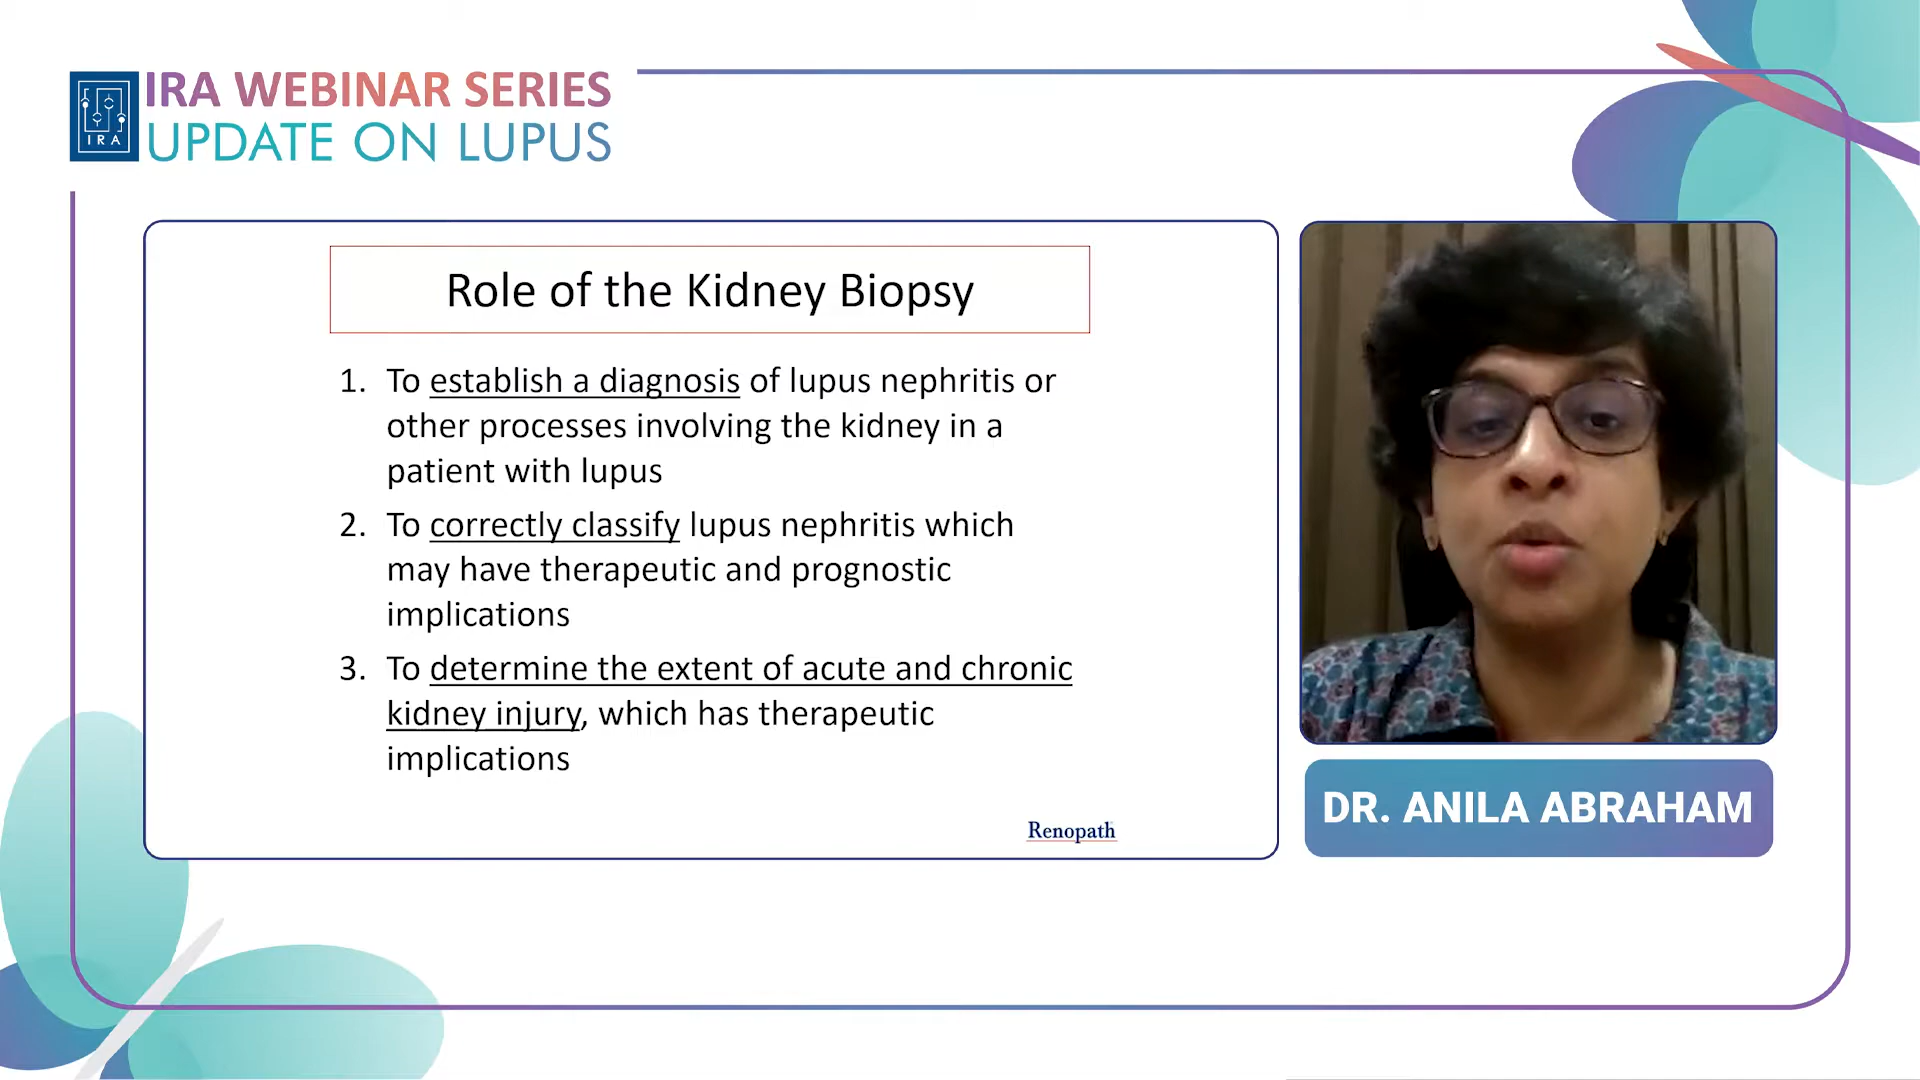 IRA WEBINAR SERIES
UPDATE ON LUPUS
IRA
Role of the Kidney Biopsy
1. To establish a diagnosis of lupus nephritis or
other processes involving the kidney in a
patient with lupus
2. To correctly classify lupus nephritis which
may have therapeutic and prognostic
implications
3. To determine the extent of acute and chronic
kidney injury, which has therapeutic
implications
Renopath
DR. ANILA ABRAHAM